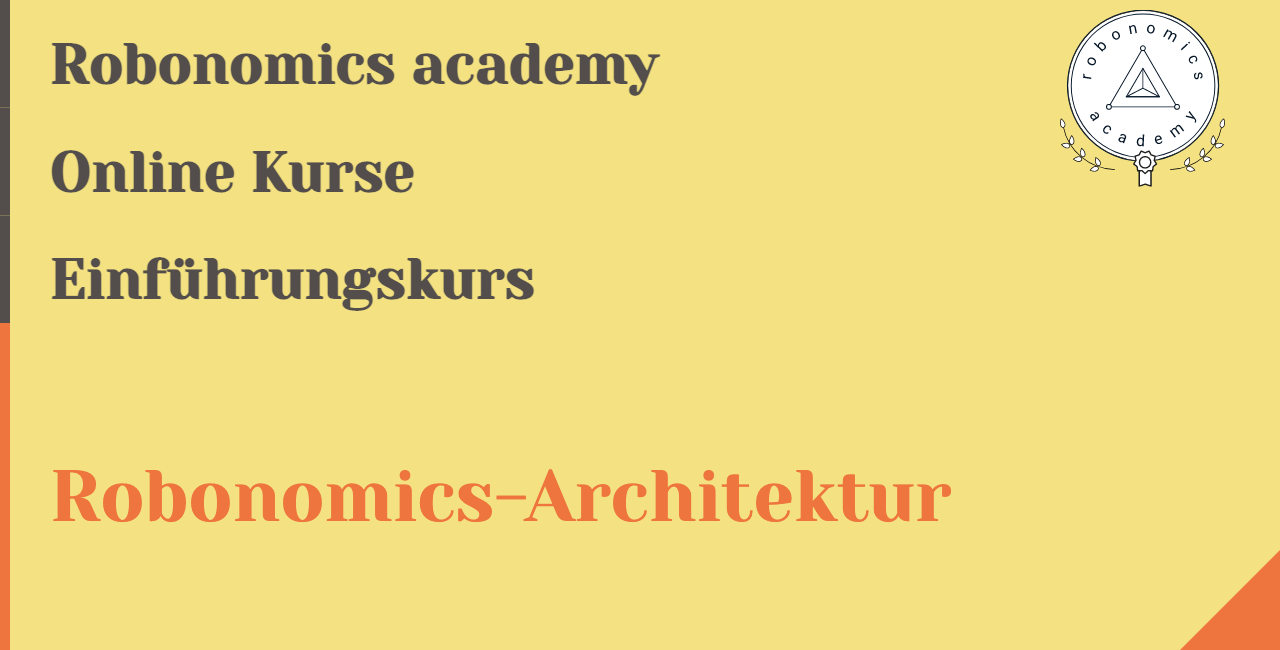 Robonomics academy
Online Kurse
Einführungskurs
Robonomics-Architektur
robonomics
academy